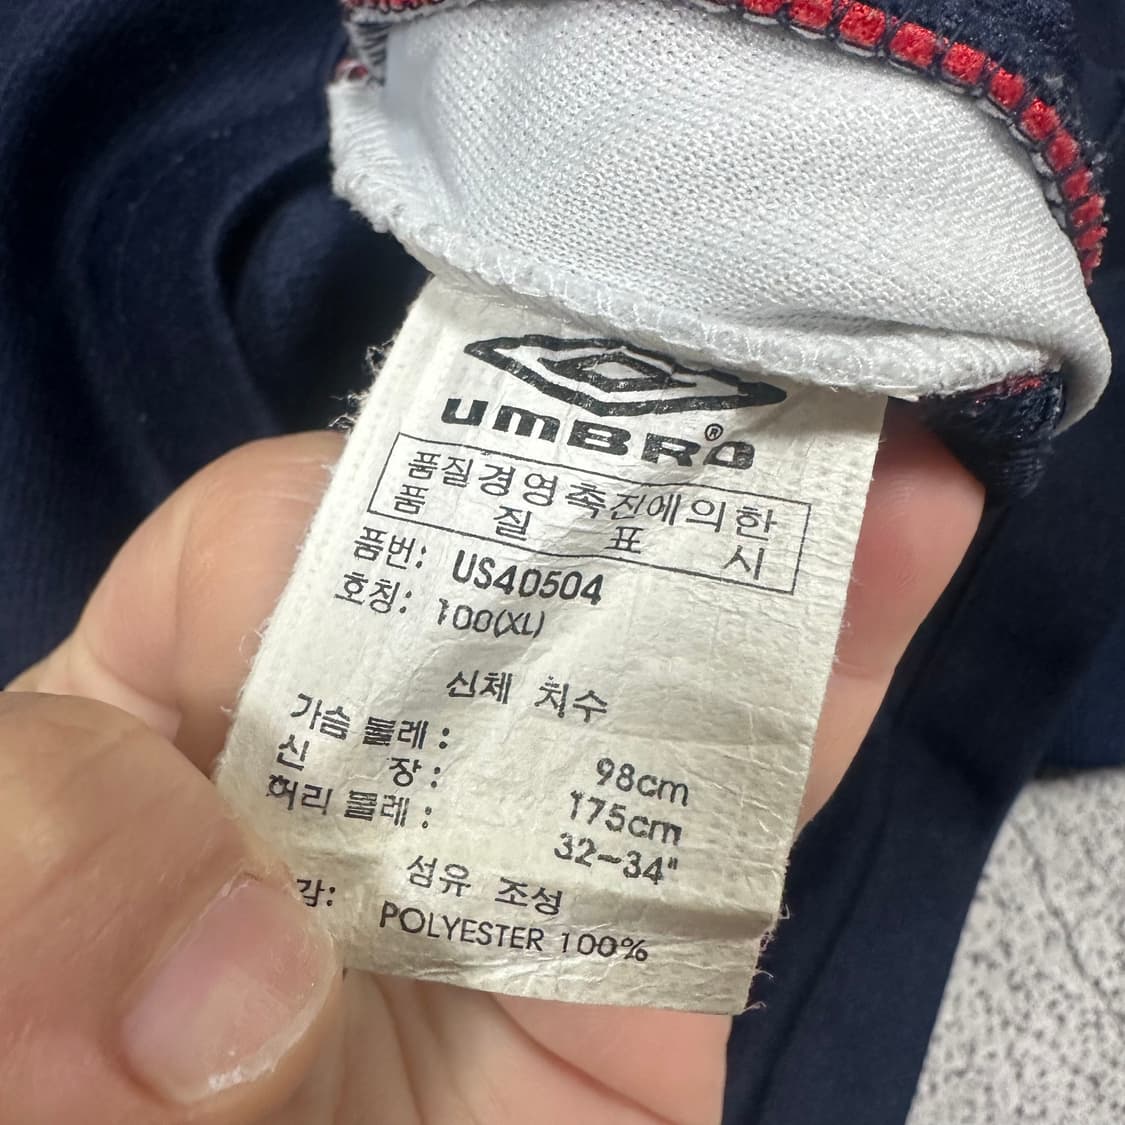 UMBRO®
품질경영촉진에의한
품 질 표 시
품번: US40504
호칭: 100(XL)
신체 치수
가슴 둘레: 98cm
신 장: 175cm
허리 둘레: 32~34"
섬유 조성
감: POLYESTER 100%